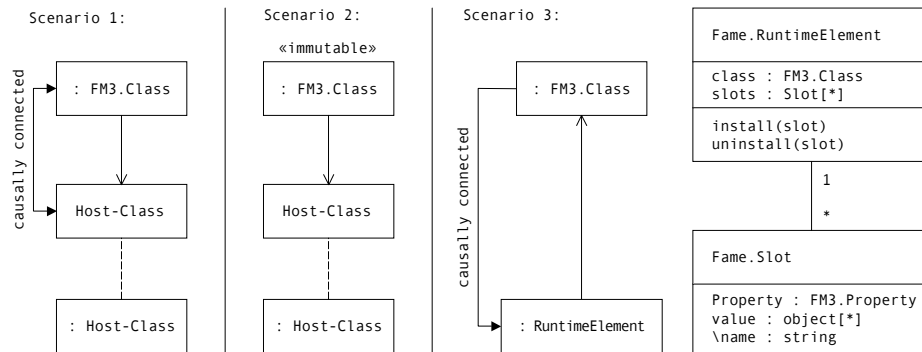 Scenario 1:
causally connected
: FM3.Class
Host-Class
: Host-Class
Scenario 2:
«immutable»
: FM3.Class
Host-Class
: Host-Class
Scenario 3:
causally connected
: FM3.Class
: RuntimeElement
Fame.RuntimeElement
class : FM3.Class
slots : Slot[*]
install(slot)
uninstall(slot)
1
*
Fame.Slot
Property : FM3.Property
value : object[*]
\name : string